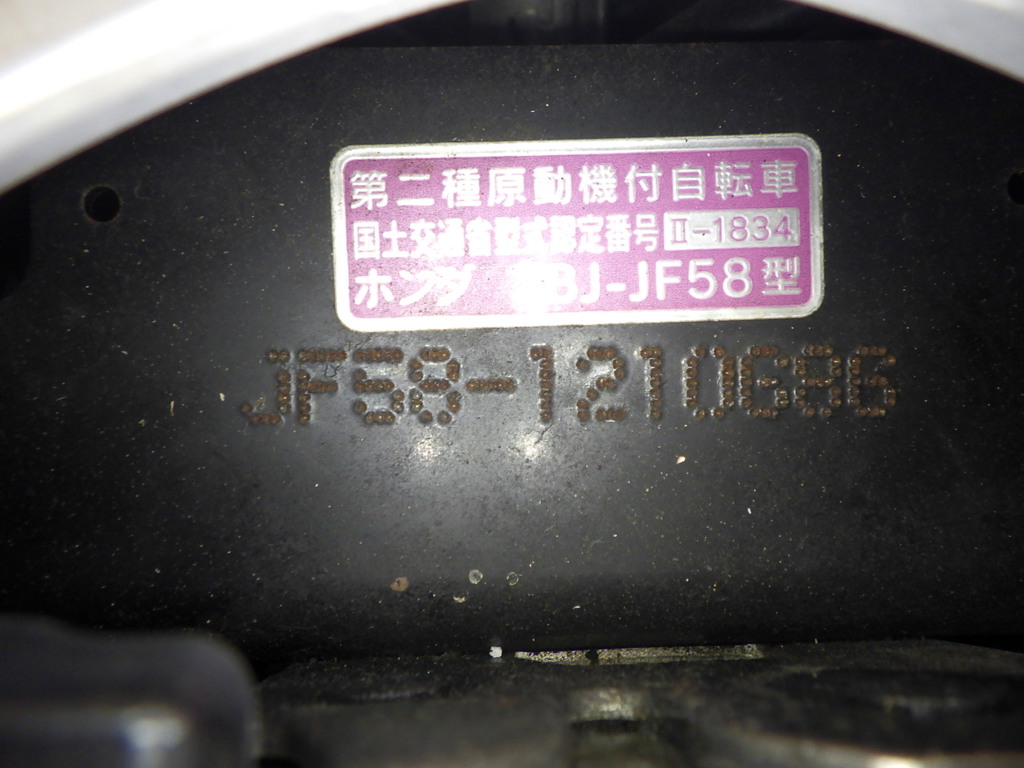 第二種原動機付自転車
国土交通省型式認定番号 Ⅱ-1834
ホンダ 2BJ-JF58型
JF58-1210686